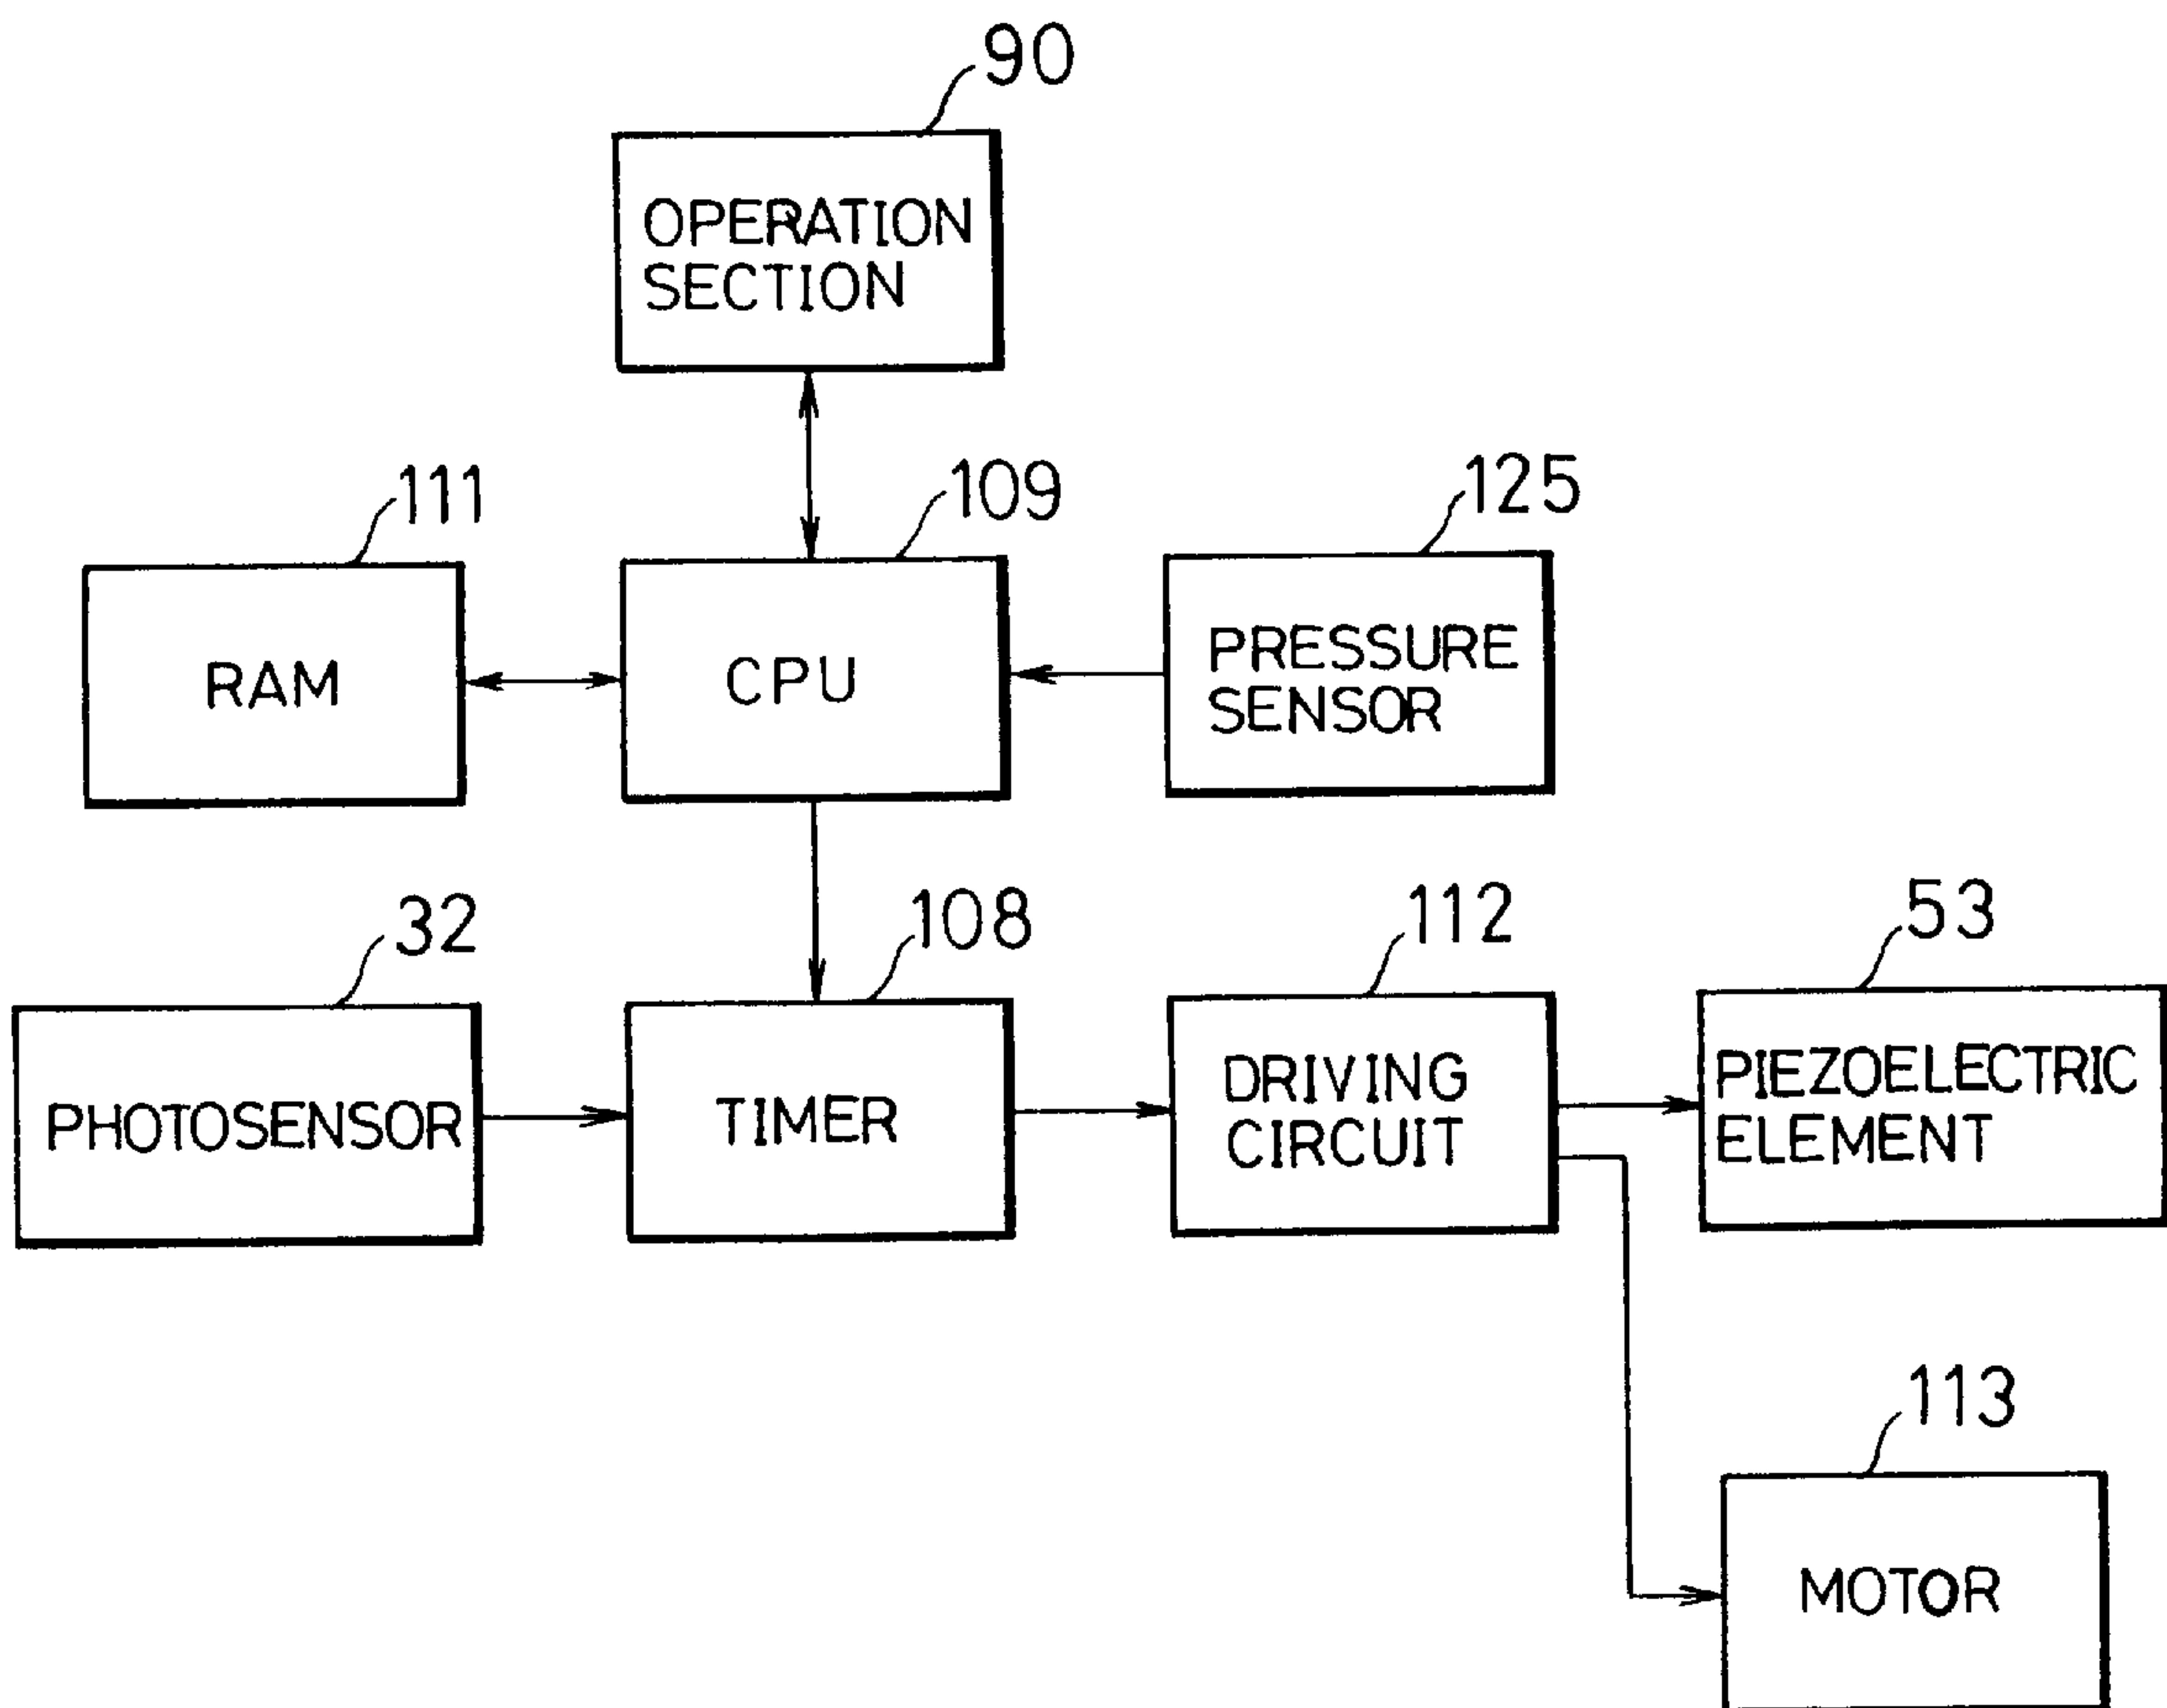 90
OPERATION
SECTION
111
109
125
RAM
CPU
PRESSURE
SENSOR
32
108
112
53
PHOTOSENSOR
TIMER
DRIVING
CIRCUIT
PIEZOELECTRIC
ELEMENT
113
MOTOR